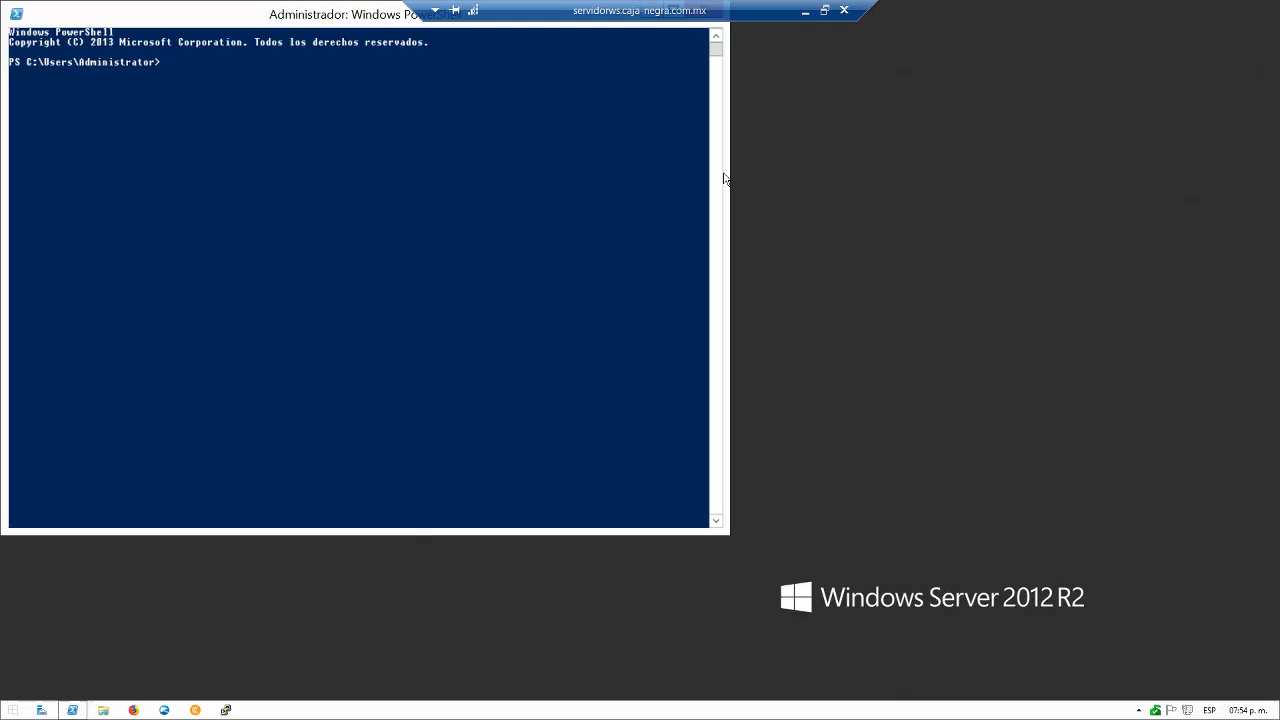 Administrador: Windows PowerShell
servidorws.caja-negra.com.mx
Windows PowerShell
Copyright (C) 2013 Microsoft Corporation. Todos los derechos reservados.
PS C:\Users\Administrator>
Windows Server 2012 R2
ESP
07:54 p. m.